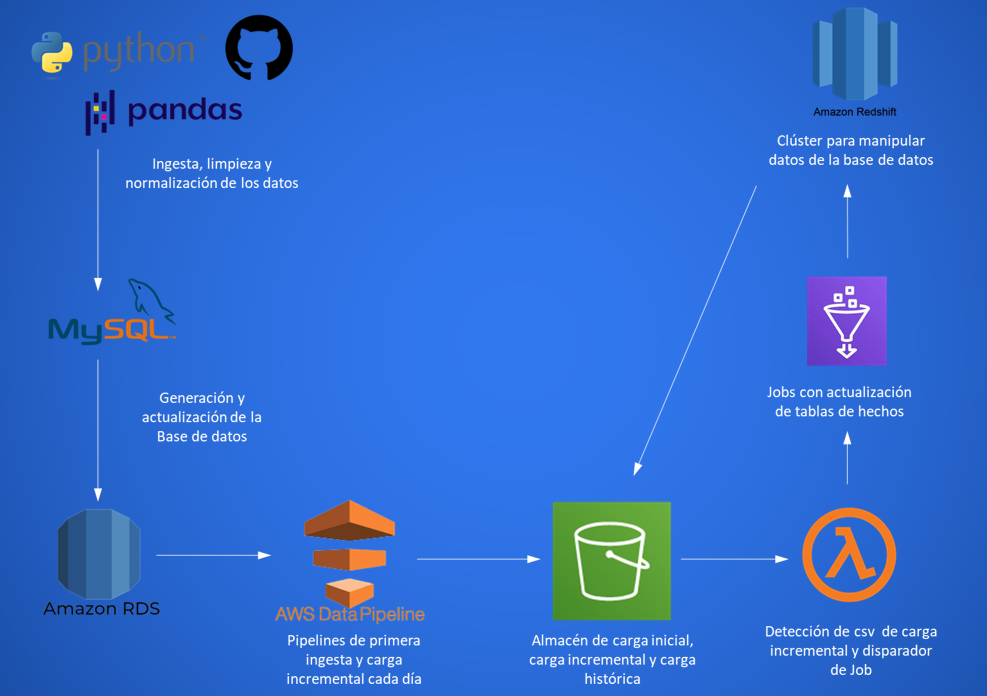 python
pandas
Ingesta, limpieza y
normalización de los datos
MySQL
Generación y
actualización de la
Base de datos
Amazon RDS
AWS Data Pipeline
Pipelines de primera
ingesta y carga
incremental cada día
Almacén de carga inicial,
carga incremental y carga
histórica
Detección de csv de carga
incremental y disparador
de Job
Jobs con actualización
de tablas de hechos
Amazon Redshift
Clúster para manipular
datos de la base de datos